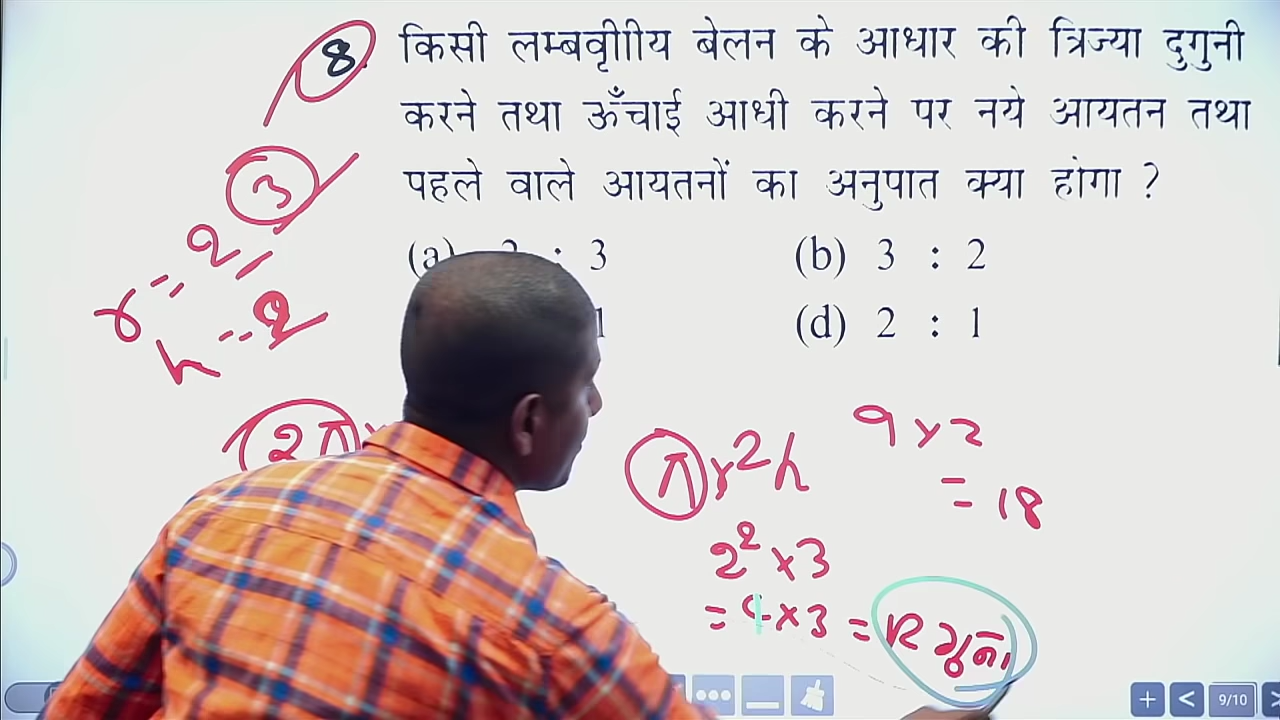 8. किसी लम्बवृीाीय बेलन के आधार की त्रिज्या दुगुनी
करने तथा ऊँचाई आधी करने पर नये आयतन तथा
पहले वाले आयतनों का अनुपात क्या होगा ?
(a) : 3 (b) 3 : 2
1 (d) 2 : 1
3
r = 2
h = 2
2π
πr²h
2² × 3
= 4 × 3 = 12 गुना
9 × 2
= 18
9/10